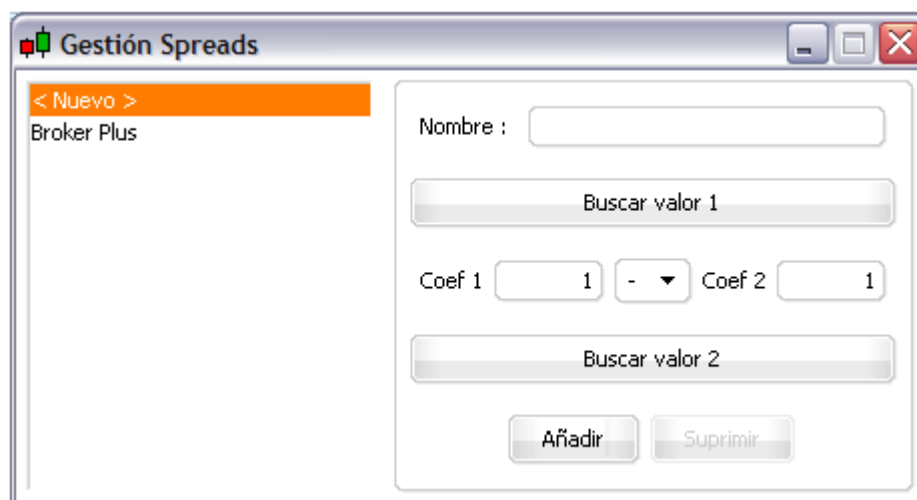 Gestión Spreads
< Nuevo >
Broker Plus
Nombre :
Buscar valor 1
Coef 1 1 - Coef 2 1
Buscar valor 2
Añadir Suprimir